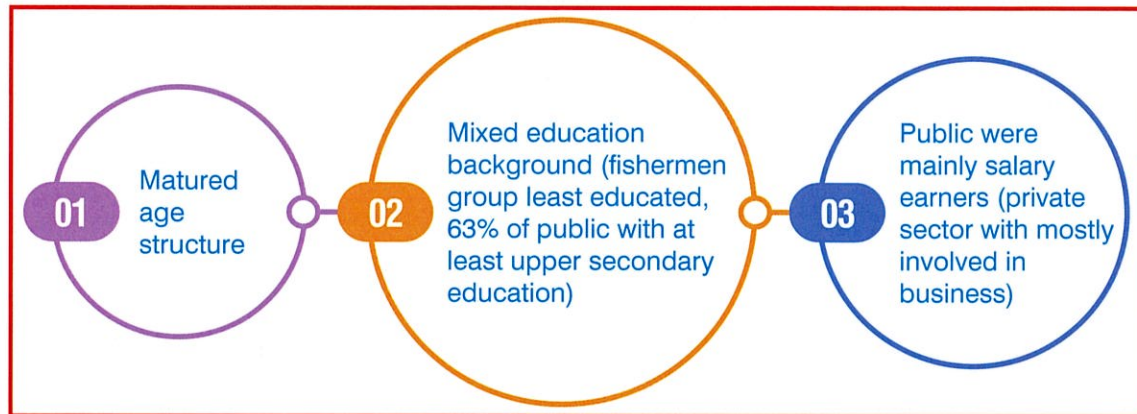 01
Matured
age
structure
02
Mixed education
background (fishermen
group least educated,
63% of public with at
least upper secondary
education)
03
Public were
mainly salary
earners (private
sector with mostly
involved in
business)